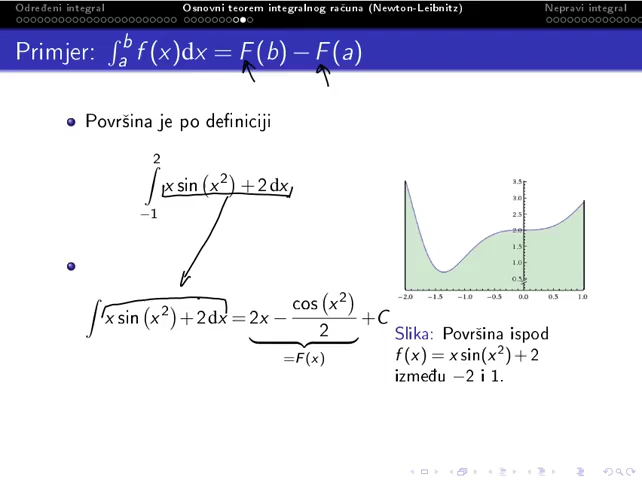 Određeni integral Osnovni teorem integralnog računa (Newton-Leibnitz) Nepravi integral
Primjer: ∫_a^b f(x)dx = F(b) − F(a)
Površina je po definiciji
∫_{−1}^{2} x sin (x²) + 2 dx
∫ x sin (x²) + 2dx = 2x − cos (x²)/2 + C
=F(x)
3.5
3.0
2.5
2.0
1.5
1.0
0.5
−2.0 −1.5 −1.0 −0.5 0.0 0.5 1.0
Slika: Površina ispod
f(x) = x sin(x²) + 2
između −2 i 1.